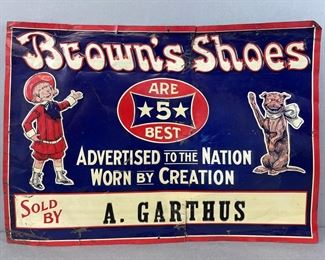 Brown's Shoes
ARE
★5★
BEST
ADVERTISED TO THE NATION
WORN BY CREATION
SOLD BY
A. GARTHUS